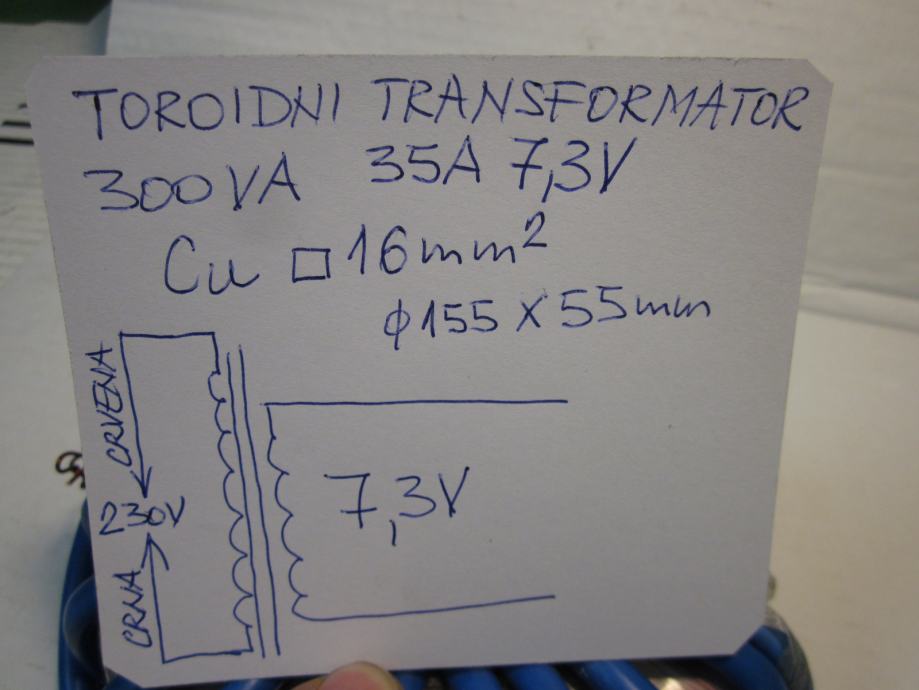 TOROIDNI TRANSFORMATOR
300VA 35A 7,3V
Cu □ 16mm²
φ155 x 55mm
CRVENA
230V
CRNA
7,3V